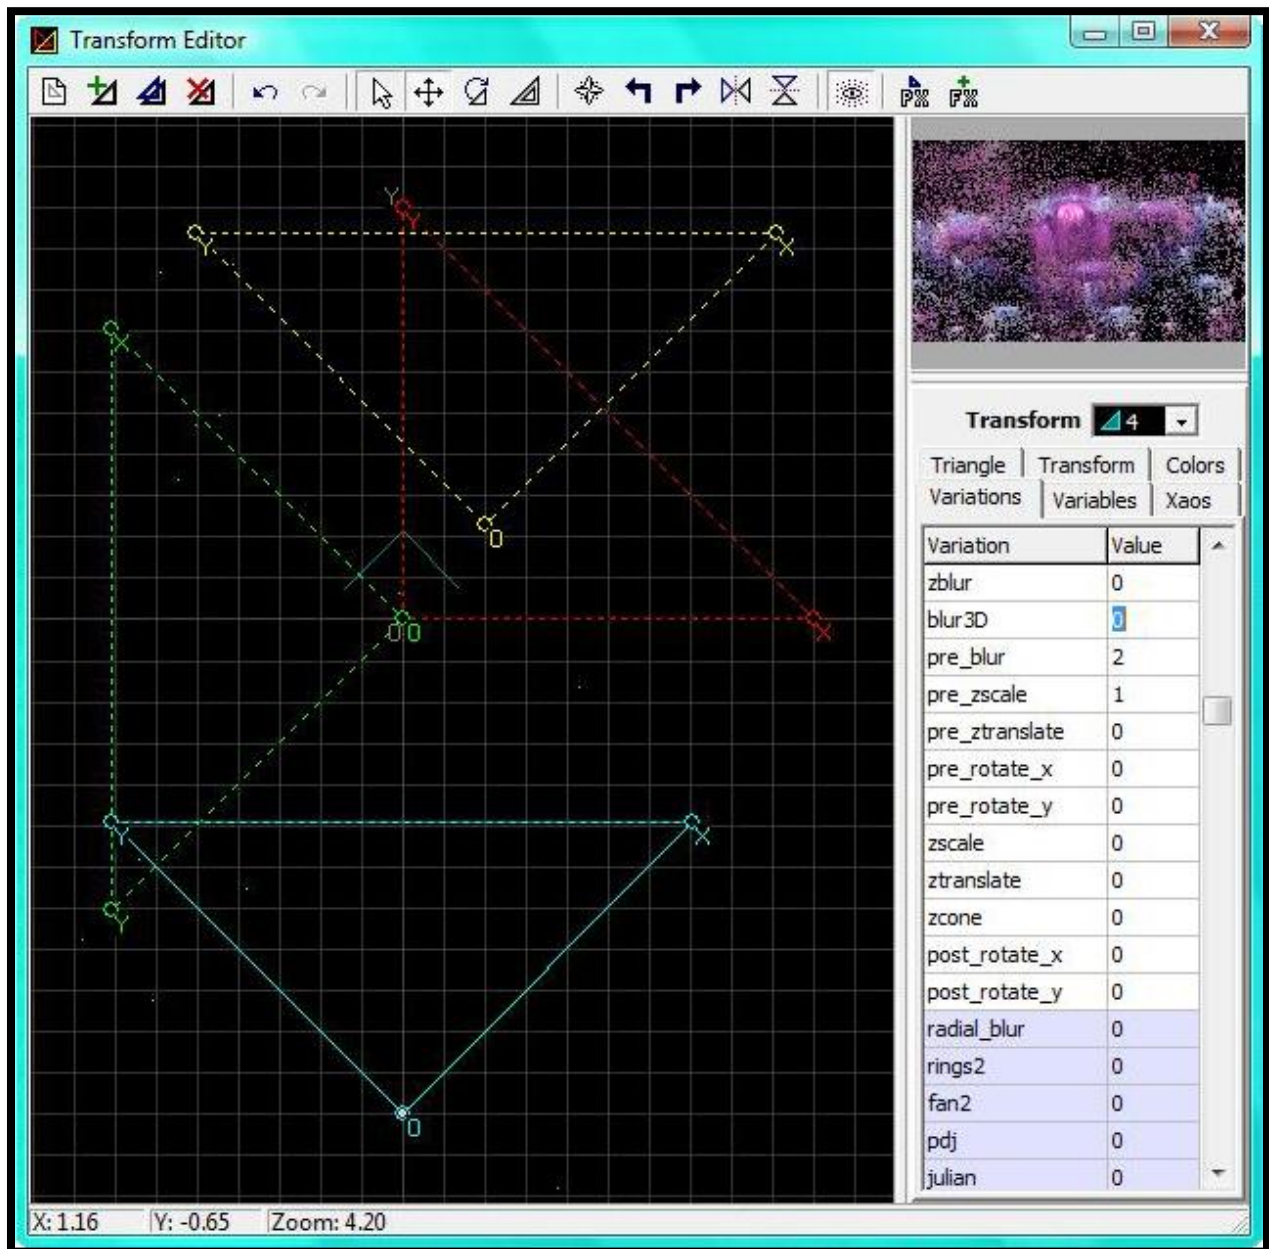 Transform Editor
Y
Y
Y
X
X
O
O O
X
Y
X
Y
O
Transform 4
Triangle Transform Colors
Variations Variables Xaos
Variation Value
zblur 0
blur3D 0
pre_blur 2
pre_zscale 1
pre_ztranslate 0
pre_rotate_x 0
pre_rotate_y 0
zscale 0
ztranslate 0
zcone 0
post_rotate_x 0
post_rotate_y 0
radial_blur 0
rings2 0
fan2 0
pdj 0
julian 0
X: 1.16 Y: -0.65 Zoom: 4.20